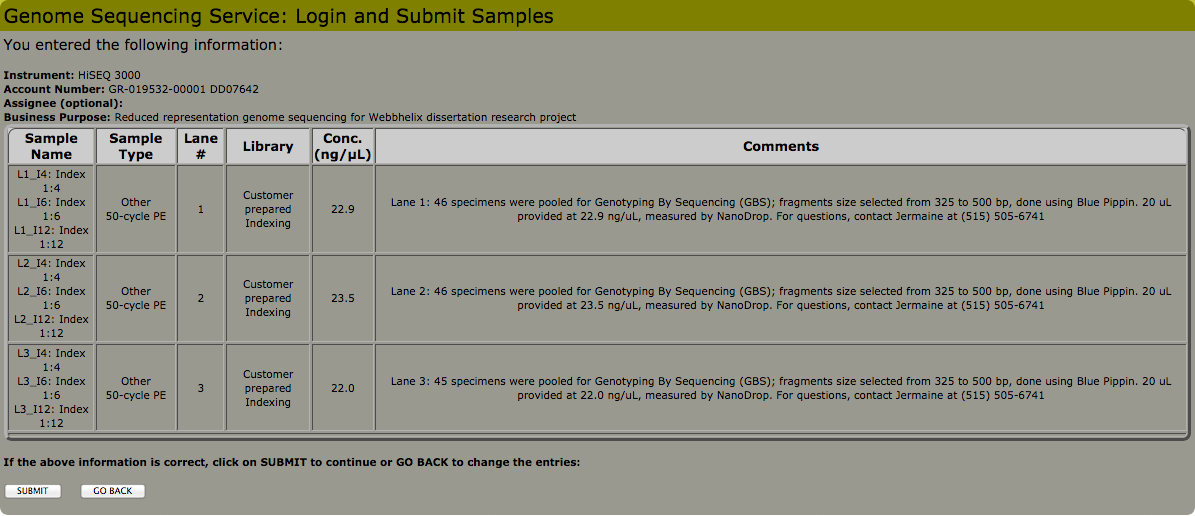 Genome Sequencing Service: Login and Submit Samples
You entered the following information:
Instrument: HiSEQ 3000
Account Number: GR-019532-00001 DD07642
Assignee (optional):
Business Purpose: Reduced representation genome sequencing for Webbhelix dissertation research project
Sample Name
Sample Type
Lane #
Library
Conc. (ng/µL)
Comments
L1_I4: Index
1:4
L1_I6: Index
1:6
L1_I12: Index
1:12
Other
50-cycle PE
1
Customer
prepared
Indexing
22.9
Lane 1: 46 specimens were pooled for Genotyping By Sequencing (GBS); fragments size selected from 325 to 500 bp, done using Blue Pippin. 20 uL
provided at 22.9 ng/uL, measured by NanoDrop. For questions, contact Jermaine at (515) 505-6741
L2_I4: Index
1:4
L2_I6: Index
1:6
L2_I12: Index
1:12
Other
50-cycle PE
2
Customer
prepared
Indexing
23.5
Lane 2: 46 specimens were pooled for Genotyping By Sequencing (GBS); fragments size selected from 325 to 500 bp, done using Blue Pippin. 20 uL
provided at 23.5 ng/uL, measured by NanoDrop. For questions, contact Jermaine at (515) 505-6741
L3_I4: Index
1:4
L3_I6: Index
1:6
L3_I12: Index
1:12
Other
50-cycle PE
3
Customer
prepared
Indexing
22.0
Lane 3: 45 specimens were pooled for Genotyping By Sequencing (GBS); fragments size selected from 325 to 500 bp, done using Blue Pippin. 20 uL
provided at 22.0 ng/uL, measured by NanoDrop. For questions, contact Jermaine at (515) 505-6741
If the above information is correct, click on SUBMIT to continue or GO BACK to change the entries:
SUBMIT
GO BACK